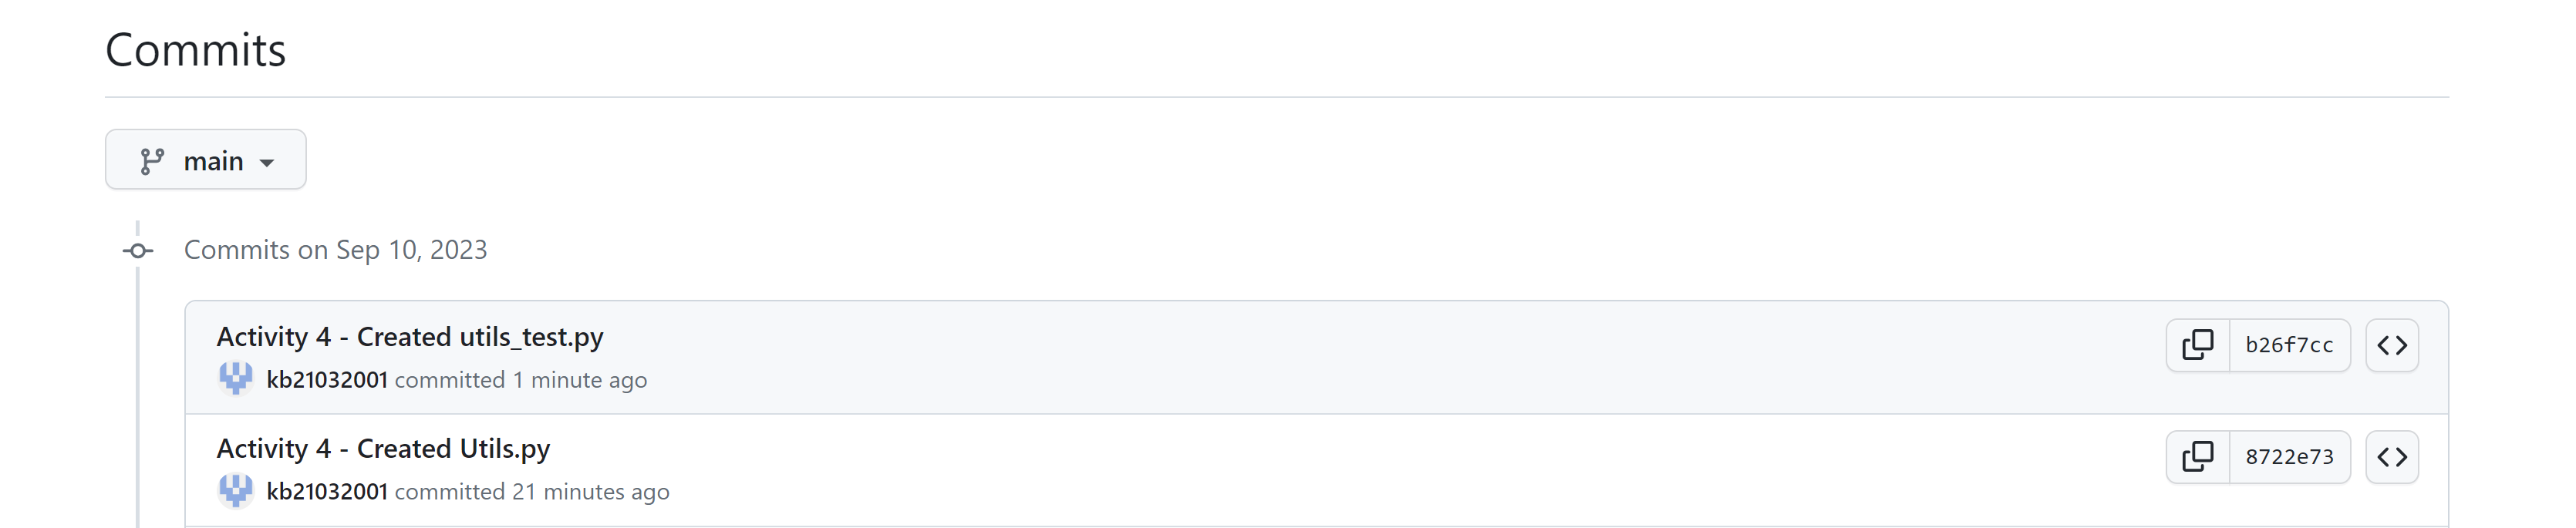 Commits
main
Commits on Sep 10, 2023
Activity 4 - Created utils_test.py
b26f7cc
kb21032001 committed 1 minute ago
Activity 4 - Created Utils.py
8722e73
kb21032001 committed 21 minutes ago